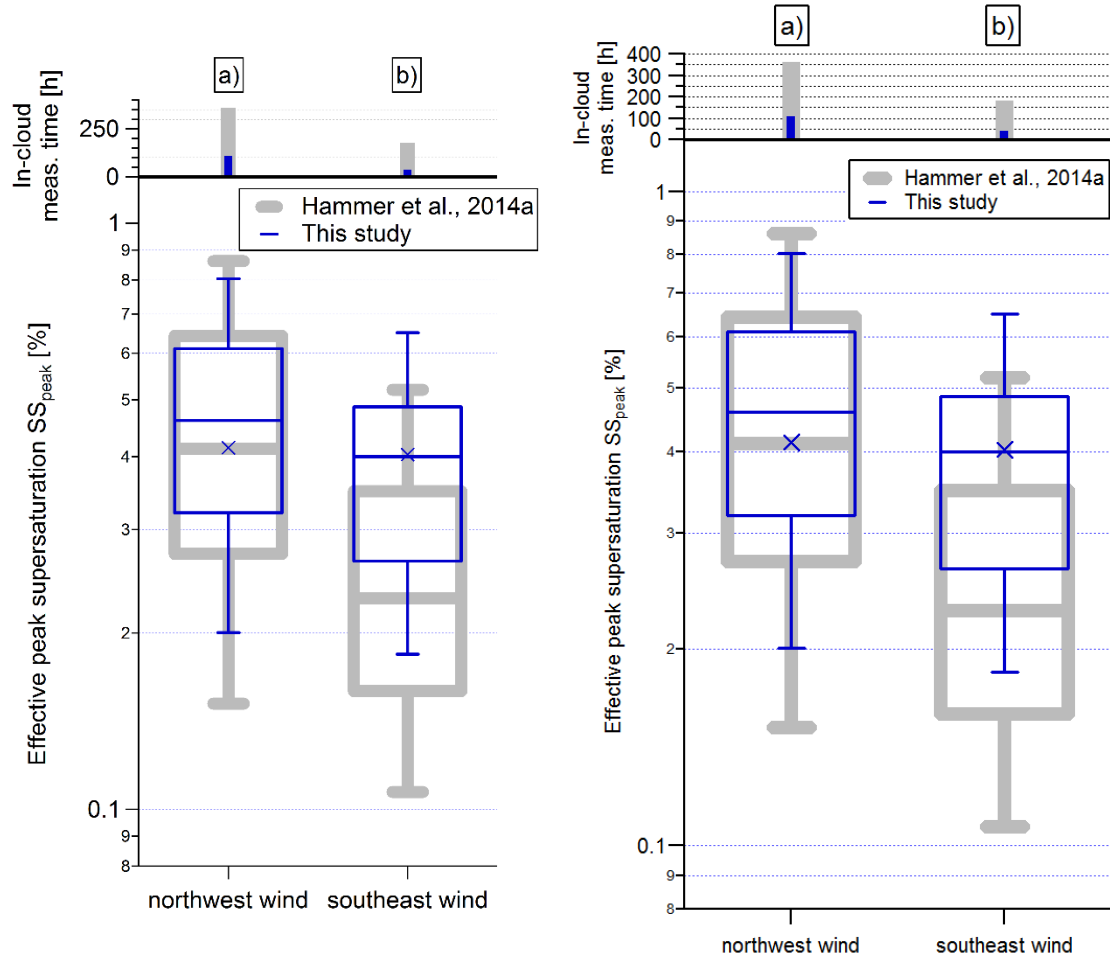 a)
b)
In-cloud
meas. time [h]
250
0
Hammer et al., 2014a
This study
Effective peak supersaturation SSpeak [%]
1
9
8
7
6
5
4
3
2
0.1
9
8
northwest wind
southeast wind
a)
b)
In-cloud
meas. time [h]
400
300
200
100
0
Hammer et al., 2014a
This study
Effective peak supersaturation SSpeak [%]
1
9
8
7
6
5
4
3
2
0.1
9
8
northwest wind
southeast wind